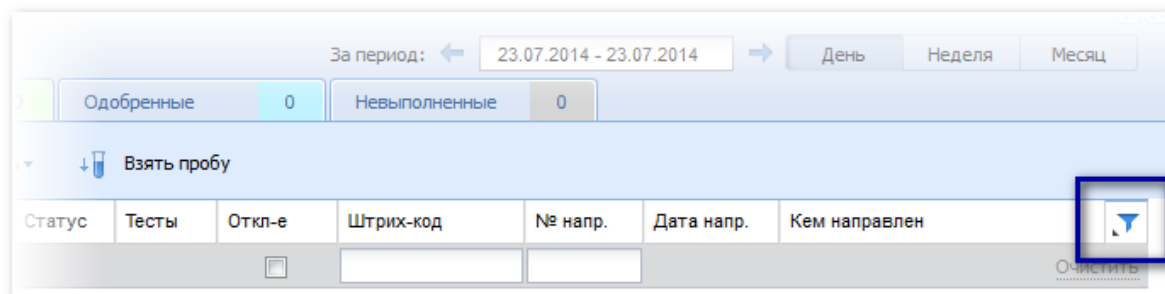 За период: 23.07.2014 - 23.07.2014 День Неделя Месяц
0 Одобренные 0 Невыполненные 0
Взять пробу
Статус Тесты Откл-е Штрих-код № напр. Дата напр. Кем направлен
Очистить